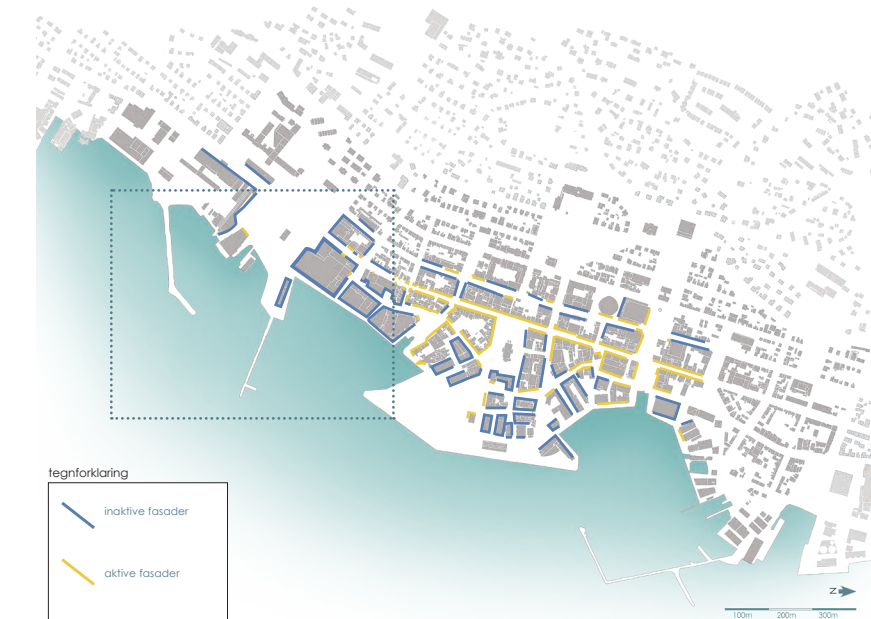 tegnforklaring
inaktive fasader
aktive fasader
N
100m 200m 300m